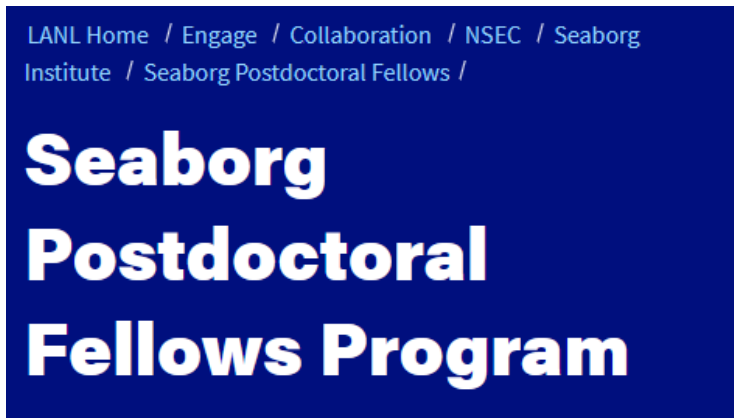 LANL Home / Engage / Collaboration / NSEC / Seaborg
Institute / Seaborg Postdoctoral Fellows /
Seaborg
Postdoctoral
Fellows Program